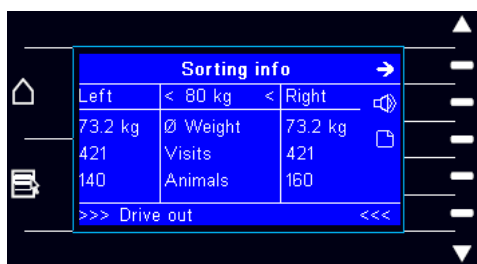 Sorting info
Left < 80 kg < Right
73.2 kg Ø Weight 73.2 kg
421 Visits 421
140 Animals 160
>>> Drive out <<<